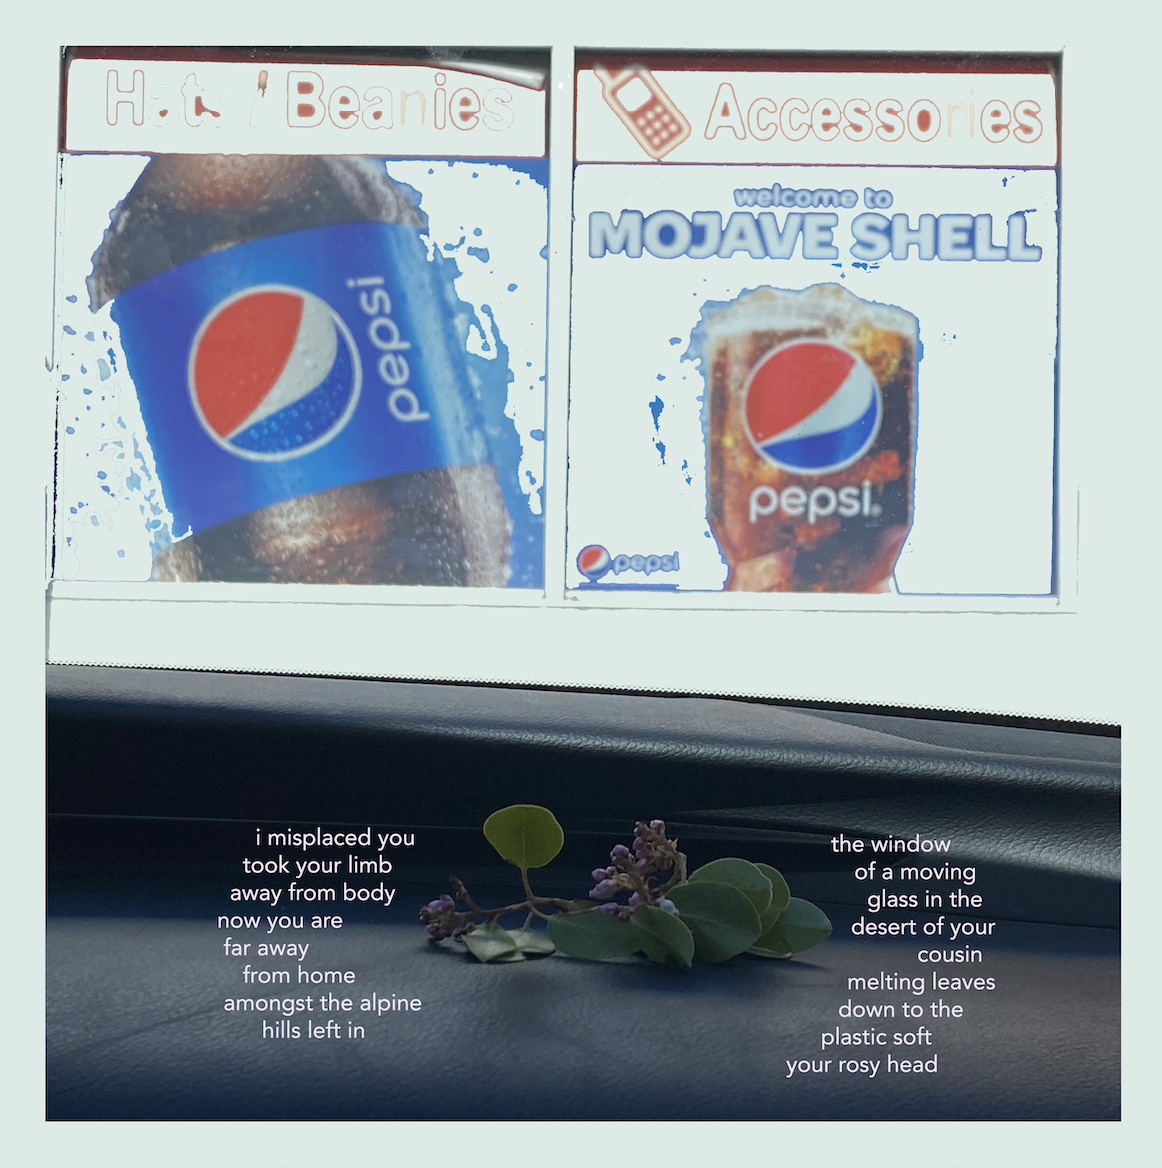 Hats / Beanies
Accessories
welcome to
MOJAVE SHELL
pepsi
pepsi
pepsi
i misplaced you
took your limb
away from body
now you are
far away
from home
amongst the alpine
hills left in
the window
of a moving
glass in the
desert of your
cousin
melting leaves
down to the
plastic soft
your rosy head